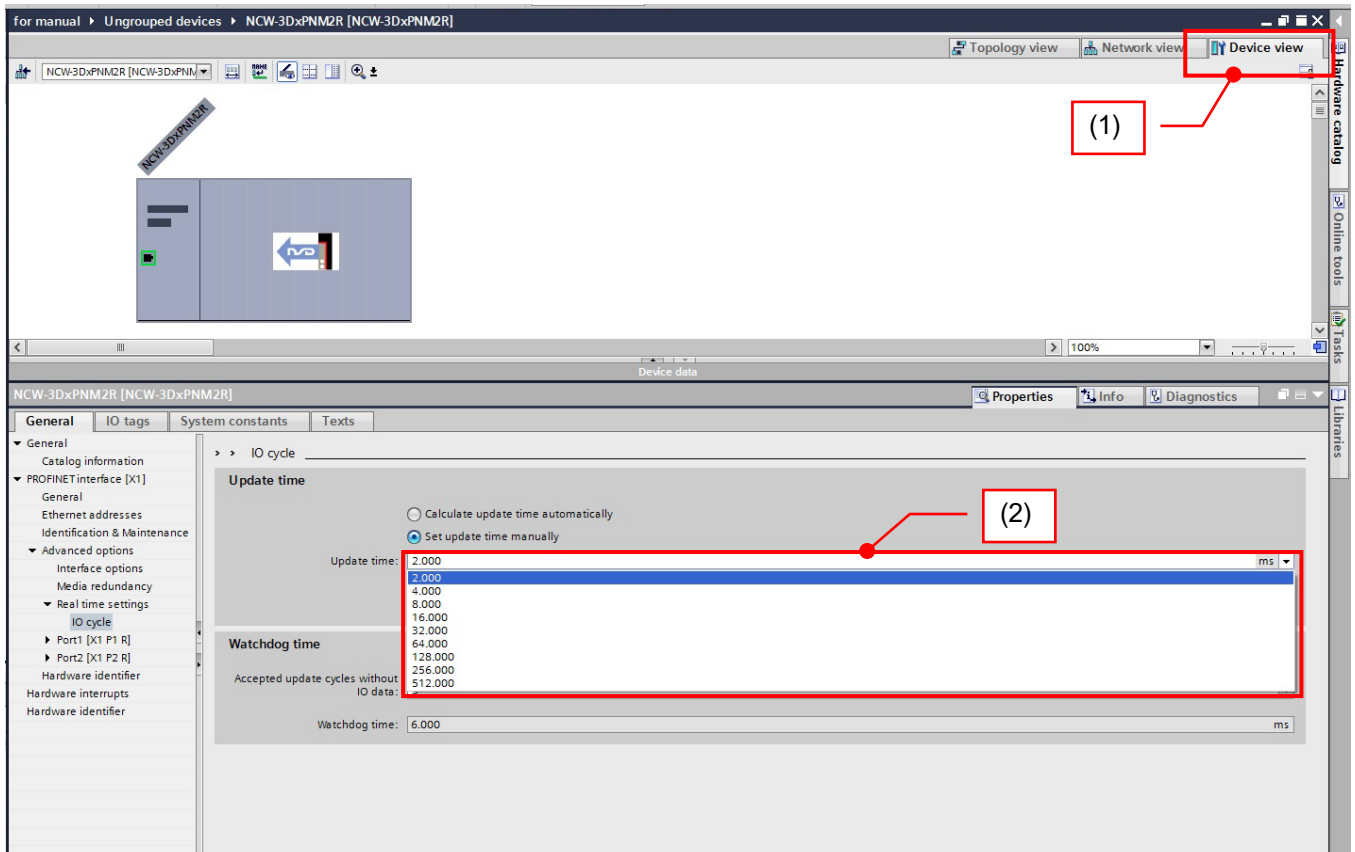 for manual ▸ Ungrouped devices ▸ NCW-3DxPNM2R [NCW-3DxPNM2R]
Topology view Network view Device view
NCW-3DxPNM2R [NCW-3DxPNM
NCW-3DxPNM2R
(1)
Hardware catalog
Online tools
Tasks
Libraries
100%
Device data
NCW-3DxPNM2R [NCW-3DxPNM2R]
Properties Info Diagnostics
General IO tags System constants Texts
General
Catalog information
PROFINET interface [X1]
General
Ethernet addresses
Identification & Maintenance
Advanced options
Interface options
Media redundancy
Real time settings
IO cycle
Port1 [X1 P1 R]
Port2 [X1 P2 R]
Hardware identifier
Hardware interrupts
Hardware identifier
› › IO cycle
Update time
Calculate update time automatically
Set update time manually
(2)
Update time: 2.000 ms
2.000
4.000
8.000
16.000
32.000
64.000
128.000
256.000
512.000
Watchdog time
Accepted update cycles without
IO data:
Watchdog time: 6.000 ms